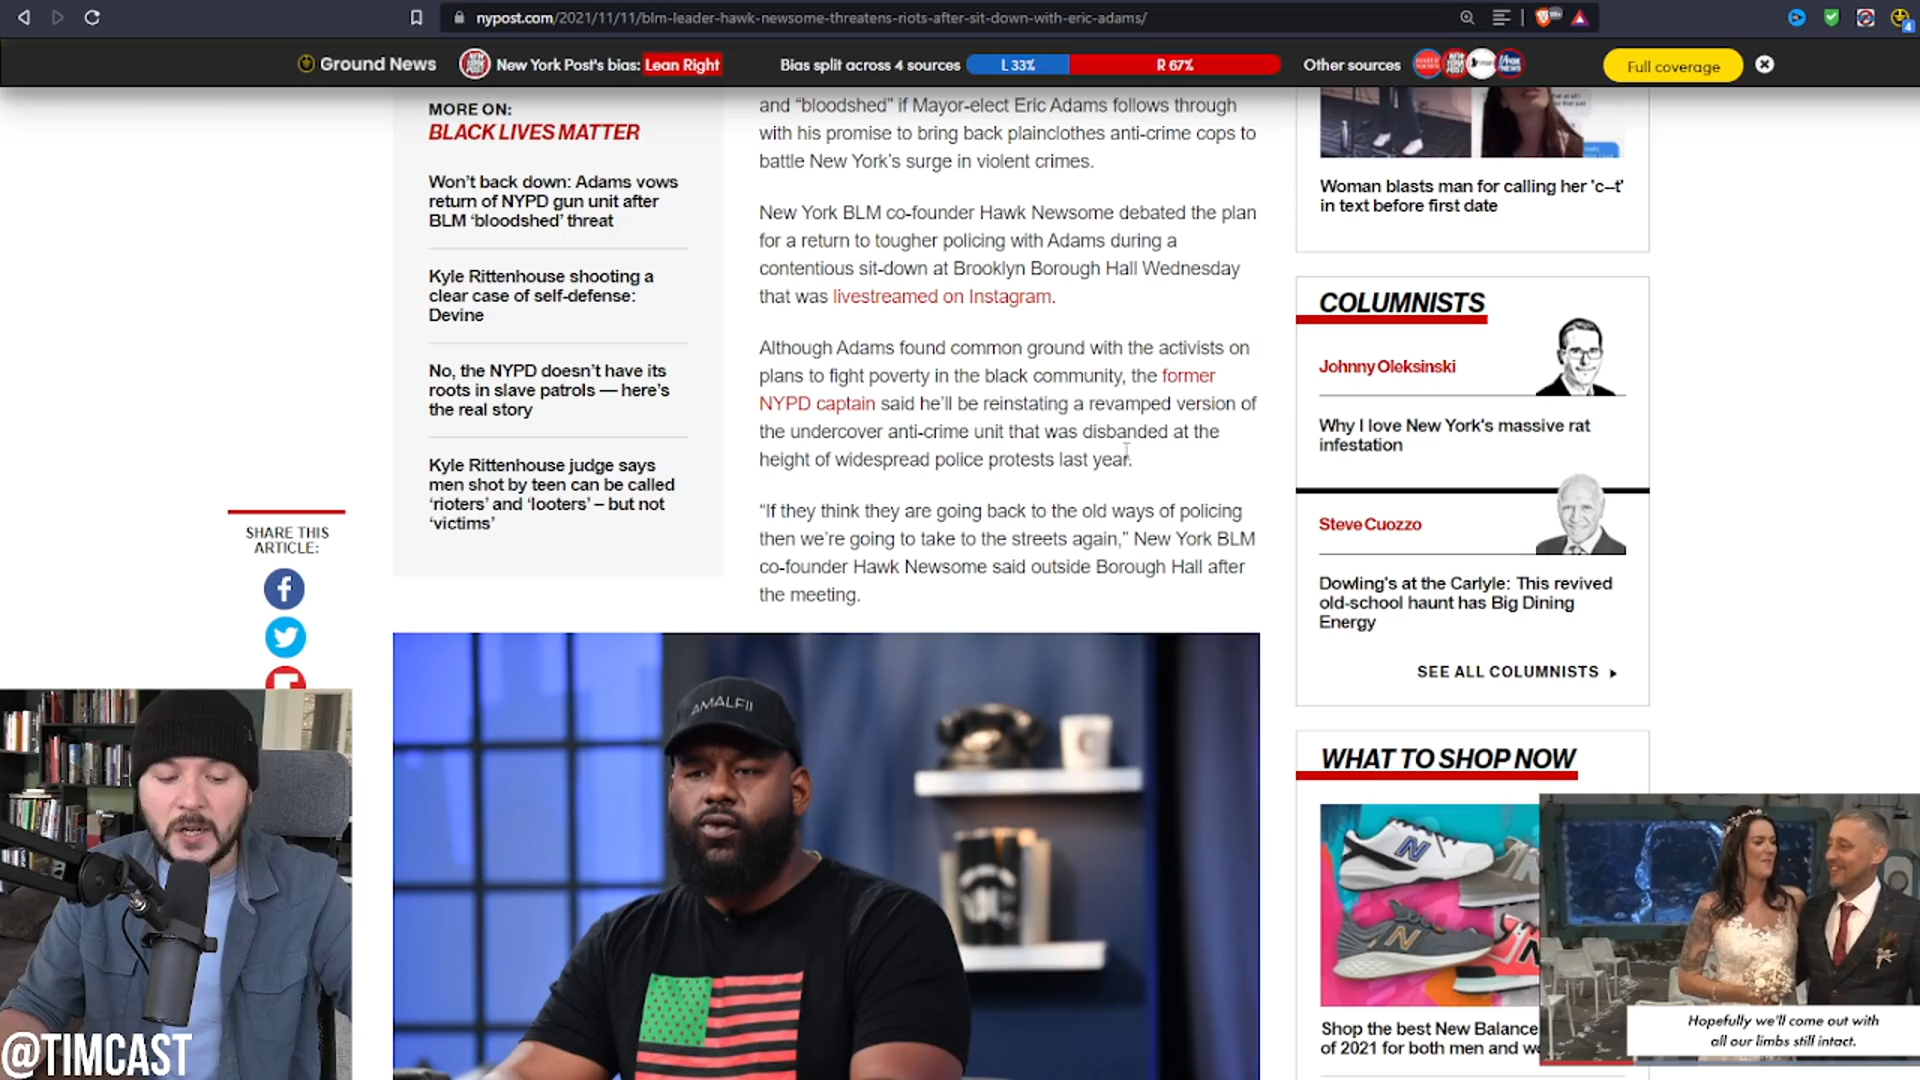 nypost.com/2021/11/11/blm-leader-hawk-newsome-threatens-riots-after-sit-down-with-eric-adams/
Ground News
New York Post's bias: Lean Right
Bias split across 4 sources
L 33%
R 67%
Other sources
Full coverage
MORE ON:
BLACK LIVES MATTER
Won't back down: Adams vows
return of NYPD gun unit after
BLM 'bloodshed' threat
Kyle Rittenhouse shooting a
clear case of self-defense:
Devine
No, the NYPD doesn't have its
roots in slave patrols — here's
the real story
Kyle Rittenhouse judge says
men shot by teen can be called
'rioters' and 'looters' – but not
'victims'
SHARE THIS
ARTICLE:
and "bloodshed" if Mayor-elect Eric Adams follows through
with his promise to bring back plainclothes anti-crime cops to
battle New York's surge in violent crimes.
New York BLM co-founder Hawk Newsome debated the plan
for a return to tougher policing with Adams during a
contentious sit-down at Brooklyn Borough Hall Wednesday
that was livestreamed on Instagram.
Although Adams found common ground with the activists on
plans to fight poverty in the black community, the former
NYPD captain said he'll be reinstating a revamped version of
the undercover anti-crime unit that was disbanded at the
height of widespread police protests last year.
"If they think they are going back to the old ways of policing
then we're going to take to the streets again," New York BLM
co-founder Hawk Newsome said outside Borough Hall after
the meeting.
AMALFII
Woman blasts man for calling her 'c–t'
in text before first date
COLUMNISTS
Johnny Oleksinski
Why I love New York's massive rat
infestation
Steve Cuozzo
Dowling's at the Carlyle: This revived
old-school haunt has Big Dining
Energy
SEE ALL COLUMNISTS
WHAT TO SHOP NOW
Shop the best New Balance
of 2021 for both men and wo
Hopefully we'll come out with
all our limbs still intact.
@TIMCAST